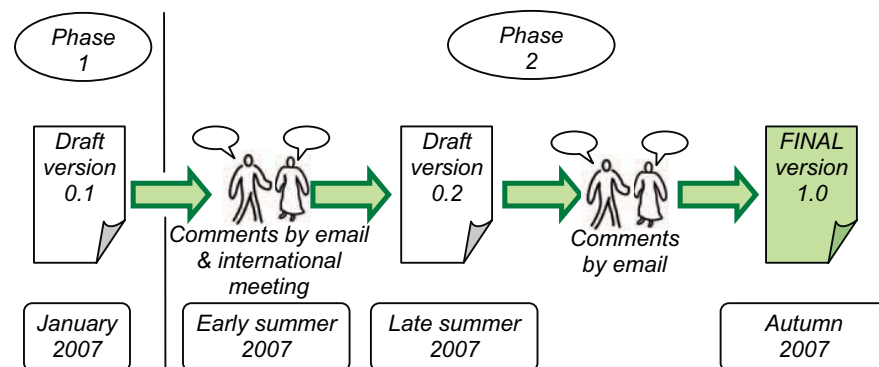 Phase
1
Phase
2
Draft
version
0.1
Comments by email
& international
meeting
Draft
version
0.2
Comments
by email
FINAL
version
1.0
January
2007
Early summer
2007
Late summer
2007
Autumn
2007